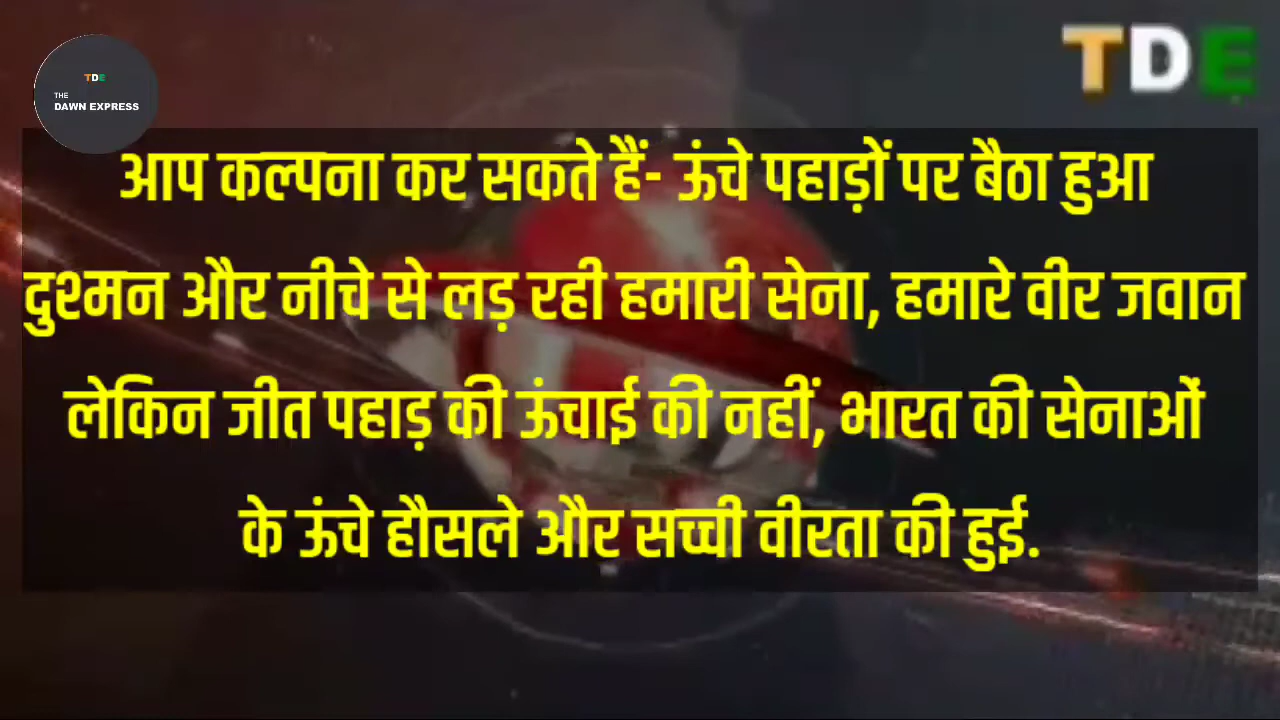 TDE
TDE
THE
DAWN EXPRESS
आप कल्पना कर सकते हैं- ऊंचे पहाड़ों पर बैठा हुआ
दुश्मन और नीचे से लड़ रही हमारी सेना, हमारे वीर जवान
लेकिन जीत पहाड़ की ऊंचाई की नहीं, भारत की सेनाओं
के ऊंचे हौसले और सच्ची वीरता की हुई.